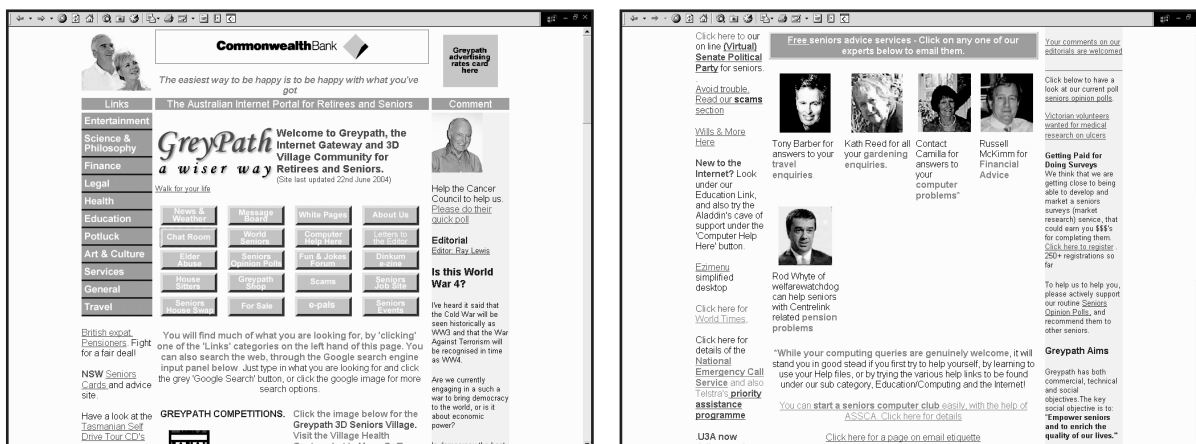 CommonwealthBank
Greypath
advertising
rates card
here
The easiest way to be happy is to be happy with what you've
got
Links
The Australian Internet Portal for Retirees and Seniors
Comment
Entertainment
Science &
Philosophy
Finance
Legal
Health
Education
Potluck
Art & Culture
Services
General
Travel
British expat
Pensioners. Fight
for a fair deal!
NSW Seniors
Cards and advice
site.
Have a look at the
Tasmanian Self
Drive Tour CD's
GreyPath
a wiser way
Welcome to Greypath, the
Internet Gateway and 3D
Village Community for
Retirees and Seniors.
(Site last updated 22nd June 2004)
Walk for your life
News &
Weather
Message
Board
White Pages
About Us
Chat Room
World
Seniors
Computer
Help Here
Letters to
the Editor
Elder
Abuse
Seniors
Opinion Polls
Fun & Jokes
Forum
Dinkum
e-zine
House
Sitters
Greypath
Shop
Scams
Seniors
Job Site
Seniors
House Swap
For Sale
e-pals
Seniors
Events
You will find much of what you are looking for, by 'clicking'
one of the 'Links' categories on the left hand of this page. You
can also search the web, through the Google search engine
input panel below. Just type in what you are looking for and click
the grey 'Google Search' button, or click the google image for more
search options.
GREYPATH COMPETITIONS.
Click the image below for the
Greypath 3D Seniors Village.
Visit the Village Health
Help the Cancer
Council to help us.
Please do their
quick poll
Editorial
Editor: Ray Lewis
Is this World
War 4?
I've heard it said that
the Cold War will be
seen historically as
WW3 and that the War
Against Terrorism will
be recognised in time
as WW4.
Are we currently
engaging in such a
war to bring democracy
to the world, or is it
about economic
power?
Click here to our
on line (Virtual)
Senate Political
Party for seniors.
Avoid trouble.
Read our scams
section
Wills & More
Here
New to the
Internet? Look
under our
Education Link,
and also try the
Aladdin's cave of
support under the
'Computer Help
Here' button.
Ezimenu
simplified
desktop
Click here for
World Times.
Click here for
details of the
National
Emergency Call
Service and also
Telstra's priority
assistance
programme
U3A now
Free seniors advice services - Click on any one of our
experts below to email them.
Tony Barber for
answers to your
travel
enquiries.
Kath Reed for all
your gardening
enquiries.
Contact
Camilla for
answers to
your
computer
problems"
Russell
McKimm for
Financial
Advice
Rod Whyte of
welfarewatchdog
can help seniors
with Centrelink
related pension
problems
"While your computing queries are genuinely welcome, it will
stand you in good stead if you first try to help yourself, by learning to
use your Help files, or by trying the various help links to be found
under our sub category, Education/Computing and the Internet!
You can start a seniors computer club easily, with the help of
ASSCA. Click here for details
Click here for a page on email etiquette
Your comments on our
editorials are welcomed
Click below to have a
look at our current poll
seniors opinion polls.
Victorian volunteers
wanted for medical
research on ulcers
Getting Paid for
Doing Surveys
We think that we are
getting close to being
able to develop and
market a seniors
surveys (market
research) service, that
could earn you $$$'s
for completing them.
Click here to register .
250+ registrations so
far
To help us to help you,
please actively support
our routine Seniors
Opinion Polls, and
recommend them to
other seniors.
Greypath Aims
Greypath has both
commercial, technical
and social
objectives.The key
social objective is to:
"Empower seniors
and to enrich the
quality of our lives."